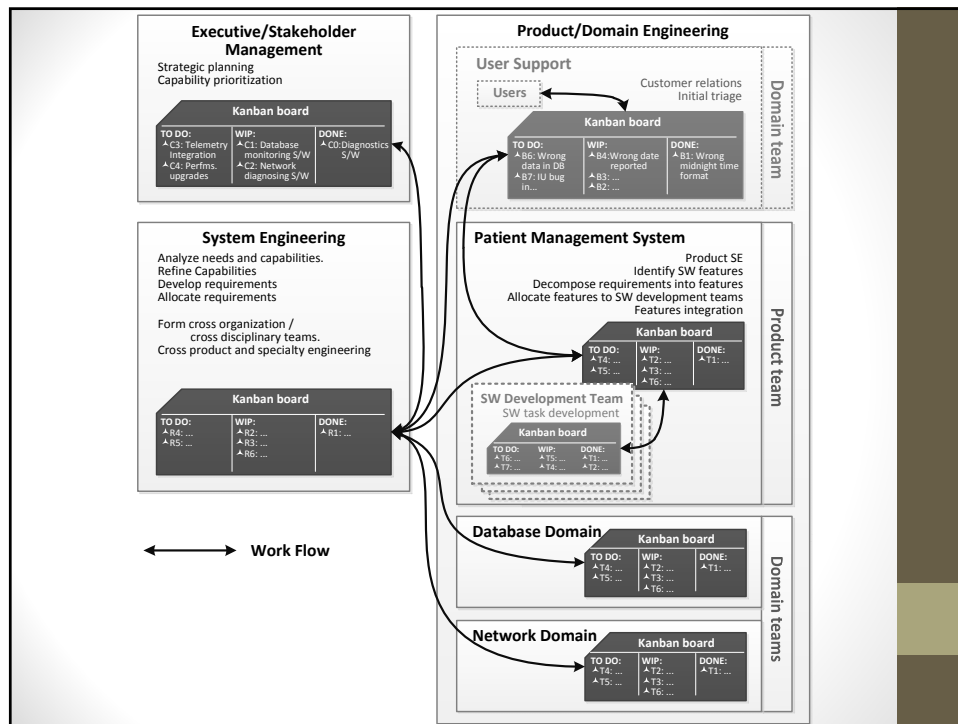 Executive/Stakeholder
Management
Strategic planning
Capability prioritization
Kanban board
TO DO:
C3: Telemetry
Integration
C4: Perfms.
upgrades
WIP:
C1: Database
monitoring S/W
C2: Network
diagnosing S/W
DONE:
C0:Diagnostics
S/W
System Engineering
Analyze needs and capabilities.
Refine Capabilities
Develop requirements
Allocate requirements
Form cross organization /
cross disciplinary teams.
Cross product and specialty engineering
Kanban board
TO DO:
R4: ...
R5: ...
WIP:
R2: ...
R3: ...
R6: ...
DONE:
R1: ...
Work Flow
Product/Domain Engineering
User Support
Users
Customer relations
Initial triage
Kanban board
TO DO:
B6: Wrong
data in DB
B7: IU bug
in...
WIP:
B4:Wrong date
reported
B3: ...
B2: ...
DONE:
B1: Wrong
midnight time
format
Domain team
Patient Management System
Product SE
Identify SW features
Decompose requirements into features
Allocate features to SW development teams
Features integration
Kanban board
TO DO:
T4: ...
T5: ...
WIP:
T2: ...
T3: ...
T6: ...
DONE:
T1: ...
SW Development Team
SW task development
Kanban board
TO DO:
T6: ...
T7: ...
WIP:
T5: ...
T4: ...
DONE:
T1: ...
T2: ...
Product team
Database Domain
Kanban board
TO DO:
T4: ...
T5: ...
WIP:
T2: ...
T3: ...
T6: ...
DONE:
T1: ...
Network Domain
Kanban board
TO DO:
T4: ...
T5: ...
WIP:
T2: ...
T3: ...
T6: ...
DONE:
T1: ...
Domain teams